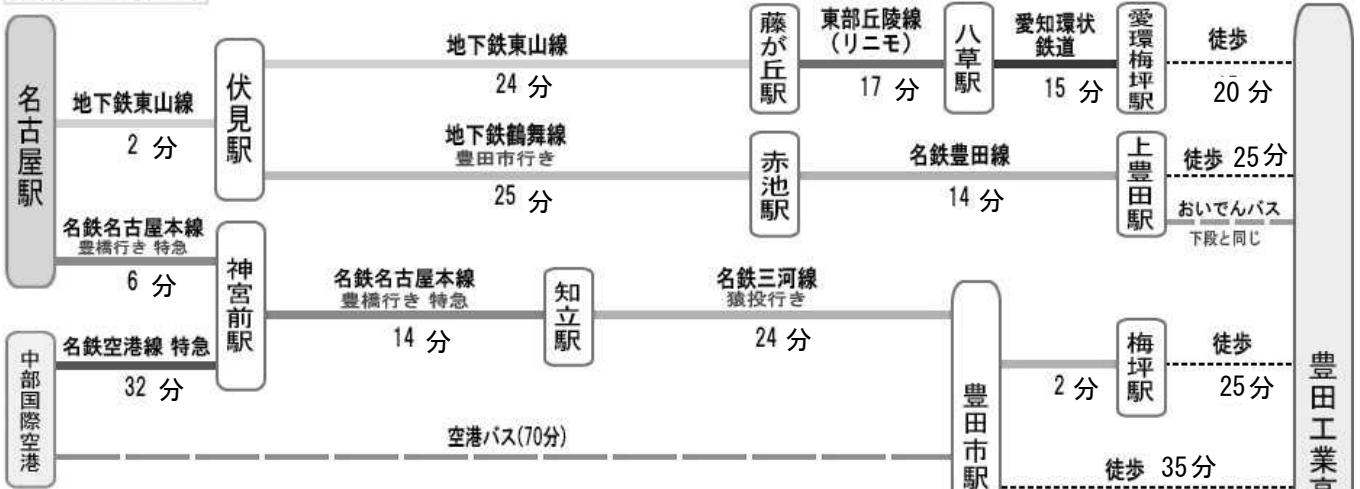 名古屋駅
地下鉄東山線
2 分
伏見駅
地下鉄東山線
24 分
藤が丘駅
東部丘陵線
(リニモ)
17 分
八草駅
愛知環状
鉄道
15 分
愛環梅坪駅
徒歩
20 分
地下鉄鶴舞線
豊田市行き
25 分
赤池駅
名鉄豊田線
14 分
上豊田駅
徒歩 25分
おいでんバス
下段と同じ
名鉄名古屋本線
豊橋行き 特急
6 分
神宮前駅
名鉄名古屋本線
豊橋行き 特急
14 分
知立駅
名鉄三河線
猿投行き
24 分
中部国際空港
名鉄空港線 特急
32 分
空港バス(70分)
豊田市駅
2 分
梅坪駅
徒歩
25分
徒歩 35分
豊田工業高